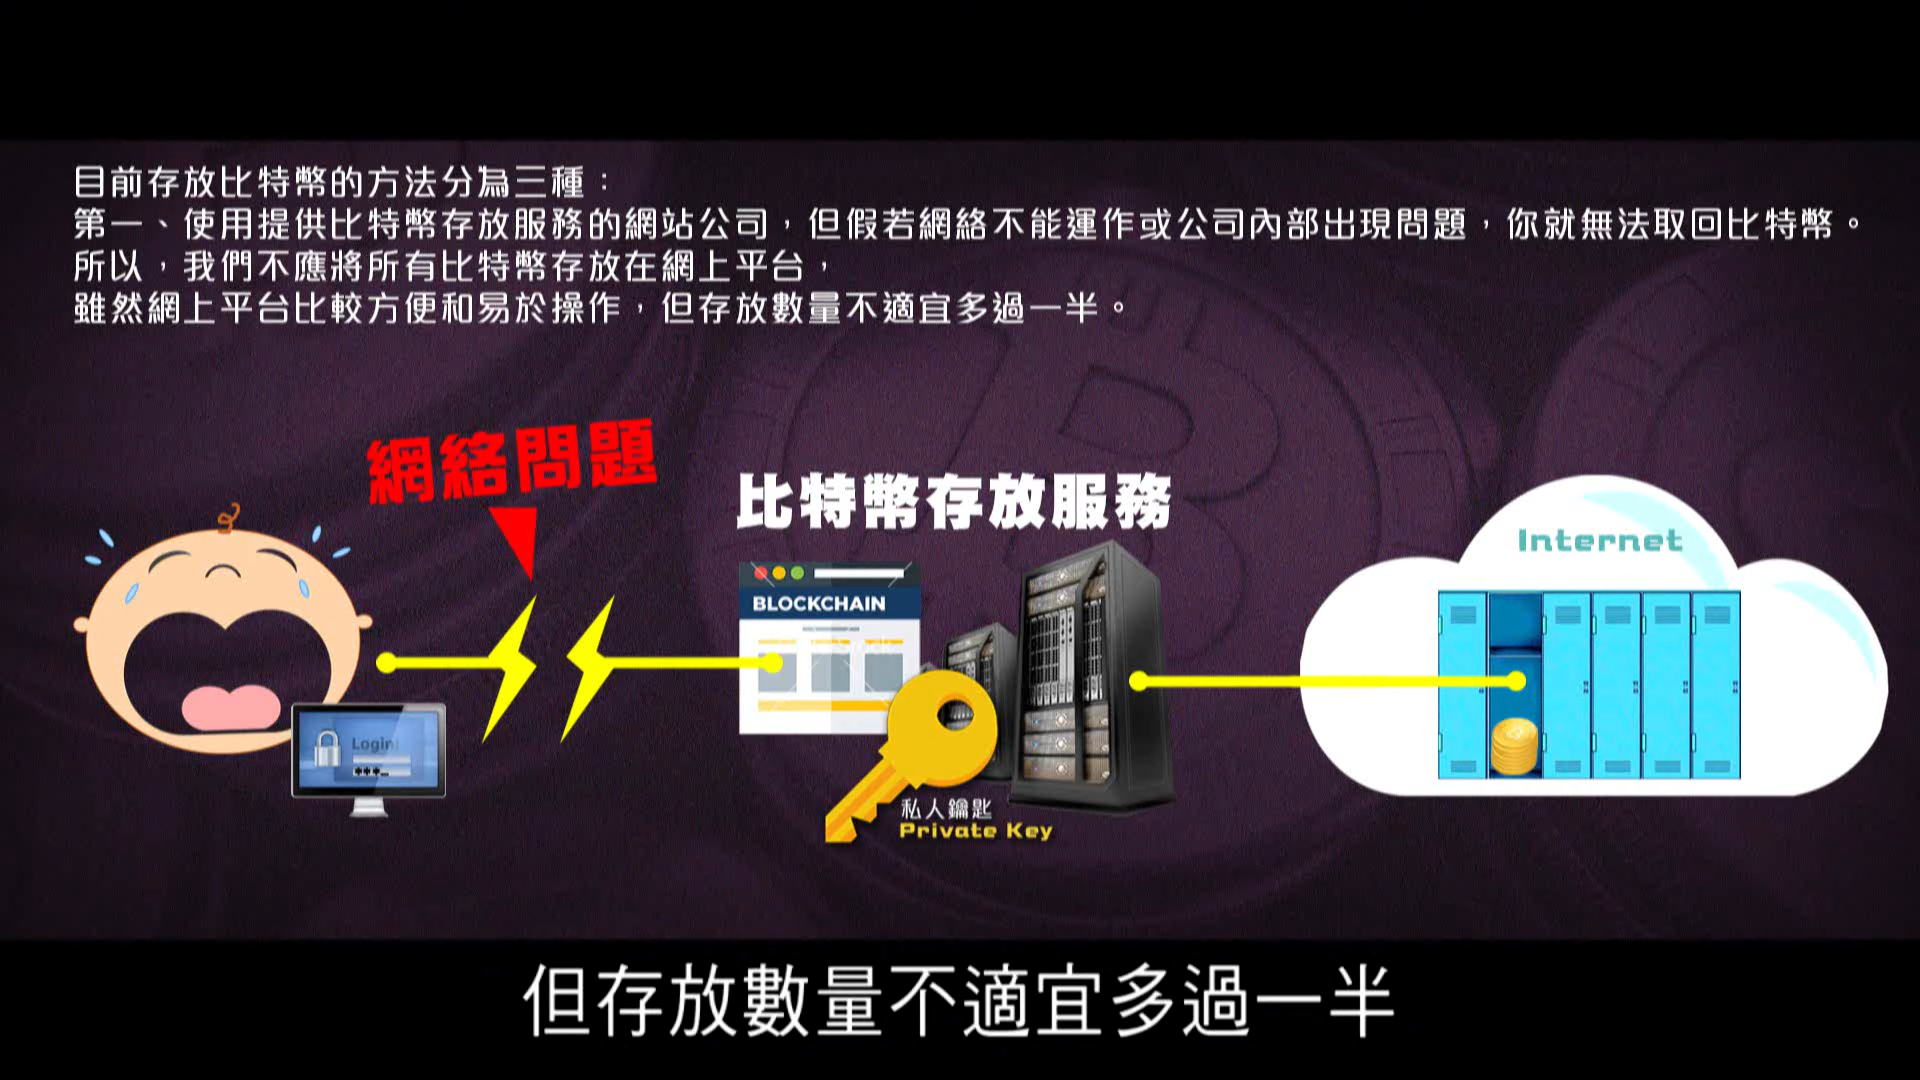 目前存放比特幣的方法分為三種：
第一、使用提供比特幣存放服務的網站公司，但假若網絡不能運作或公司內部出現問題，你就無法取回比特幣。
所以，我們不應將所有比特幣存放在網上平台，
雖然網上平台比較方便和易於操作，但存放數量不適宜多過一半。
網絡問題
比特幣存放服務
Internet
BLOCKCHAIN
Login
***_
私人鑰匙
Private Key
但存放數量不適宜多過一半